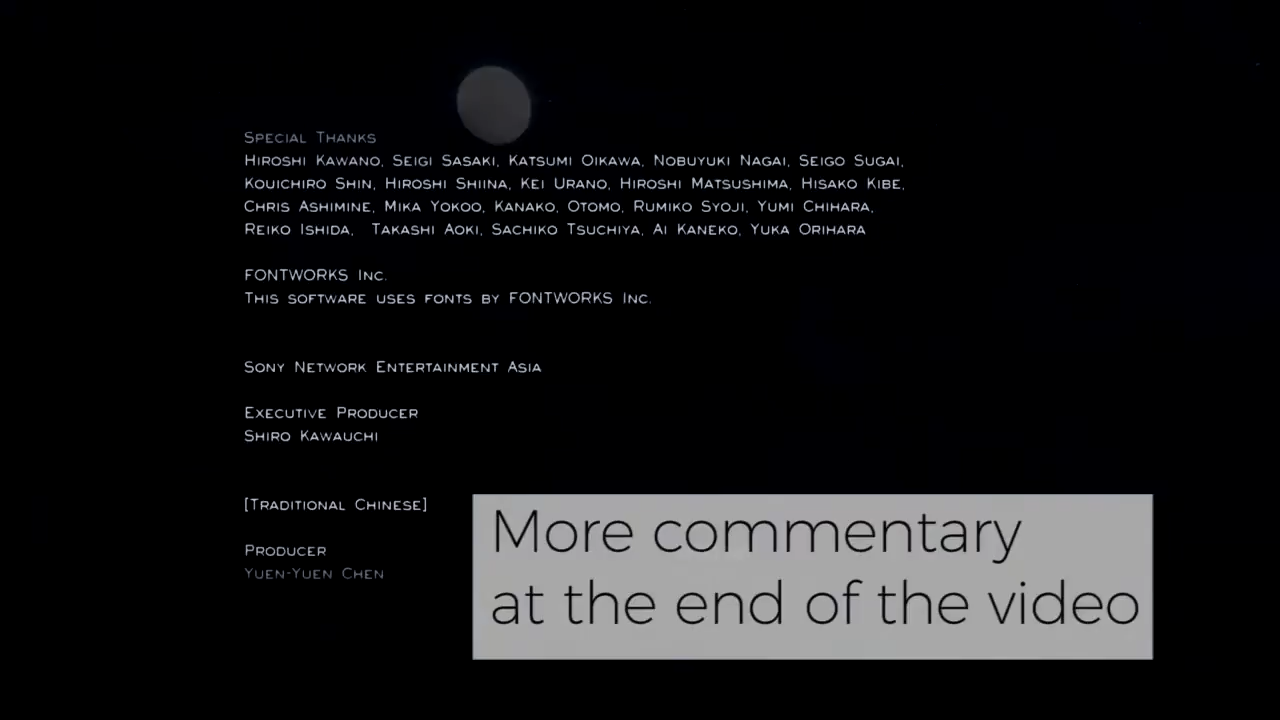 Special Thanks
Hiroshi Kawano, Seigi Sasaki, Katsumi Oikawa, Nobuyuki Nagai, Seigo Sugai,
Kouichiro Shin, Hiroshi Shiina, Kei Urano, Hiroshi Matsushima, Hisako Kibe,
Chris Ashimine, Mika Yokoo, Kanako, Otomo, Rumiko Syoji, Yumi Chihara,
Reiko Ishida, Takashi Aoki, Sachiko Tsuchiya, Ai Kaneko, Yuka Orihara
FONTWORKS Inc.
This software uses fonts by FONTWORKS Inc.
Sony Network Entertainment Asia
Executive Producer
Shiro Kawauchi
[Traditional Chinese]
Producer
Yuen-Yuen Chen
More commentary
at the end of the video